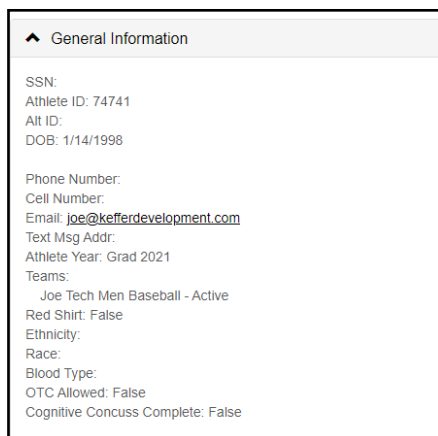 General Information
SSN:
Athlete ID: 74741
Alt ID:
DOB: 1/14/1998
Phone Number:
Cell Number:
Email: joe@kefferdevelopment.com
Text Msg Addr:
Athlete Year: Grad 2021
Teams:
Joe Tech Men Baseball - Active
Red Shirt: False
Ethnicity:
Race:
Blood Type:
OTC Allowed: False
Cognitive Concuss Complete: False